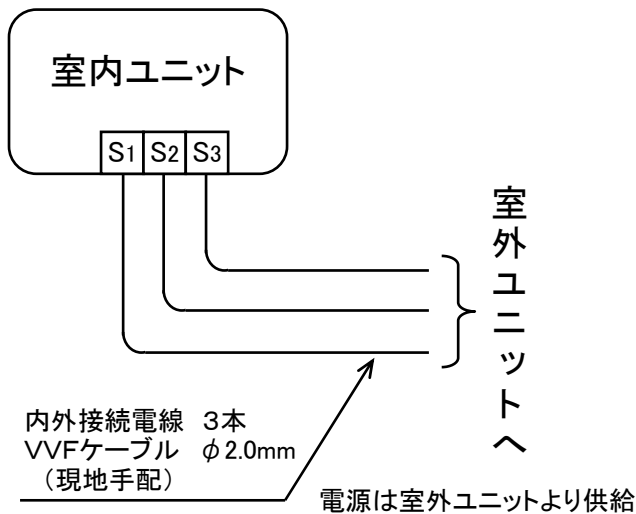 室内ユニット
S1 S2 S3
室外ユニットへ
内外接続電線 3本
VVFケーブル φ2.0mm
(現地手配)
電源は室外ユニットより供給